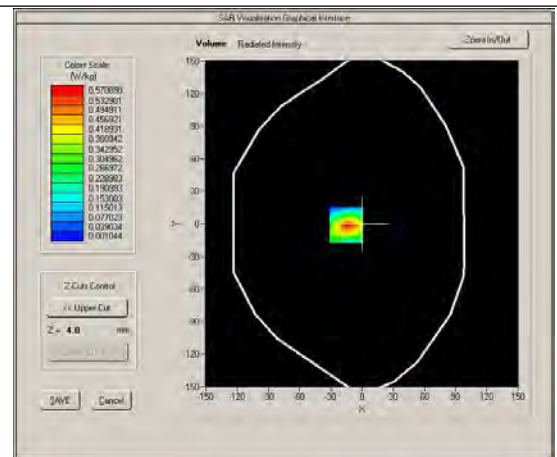 SAR Visualisation Graphical Interface
Volume Radiated Intensity
Zoom In/Out
Colors Scale
(W/kg)
0.570890
0.532901
0.494911
0.456921
0.418931
0.380942
0.342952
0.304962
0.266972
0.228983
0.190993
0.153003
0.115013
0.077023
0.039034
0.001044
Z-Cuts Control
<< Upper Cut
Z = 4.0 mm
SAVE Cancel
150
120
90
60
30
0
-30
-60
-90
-120
-150
Y
-150 -120 -90 -60 -30 0 30 60 90 120 150
X